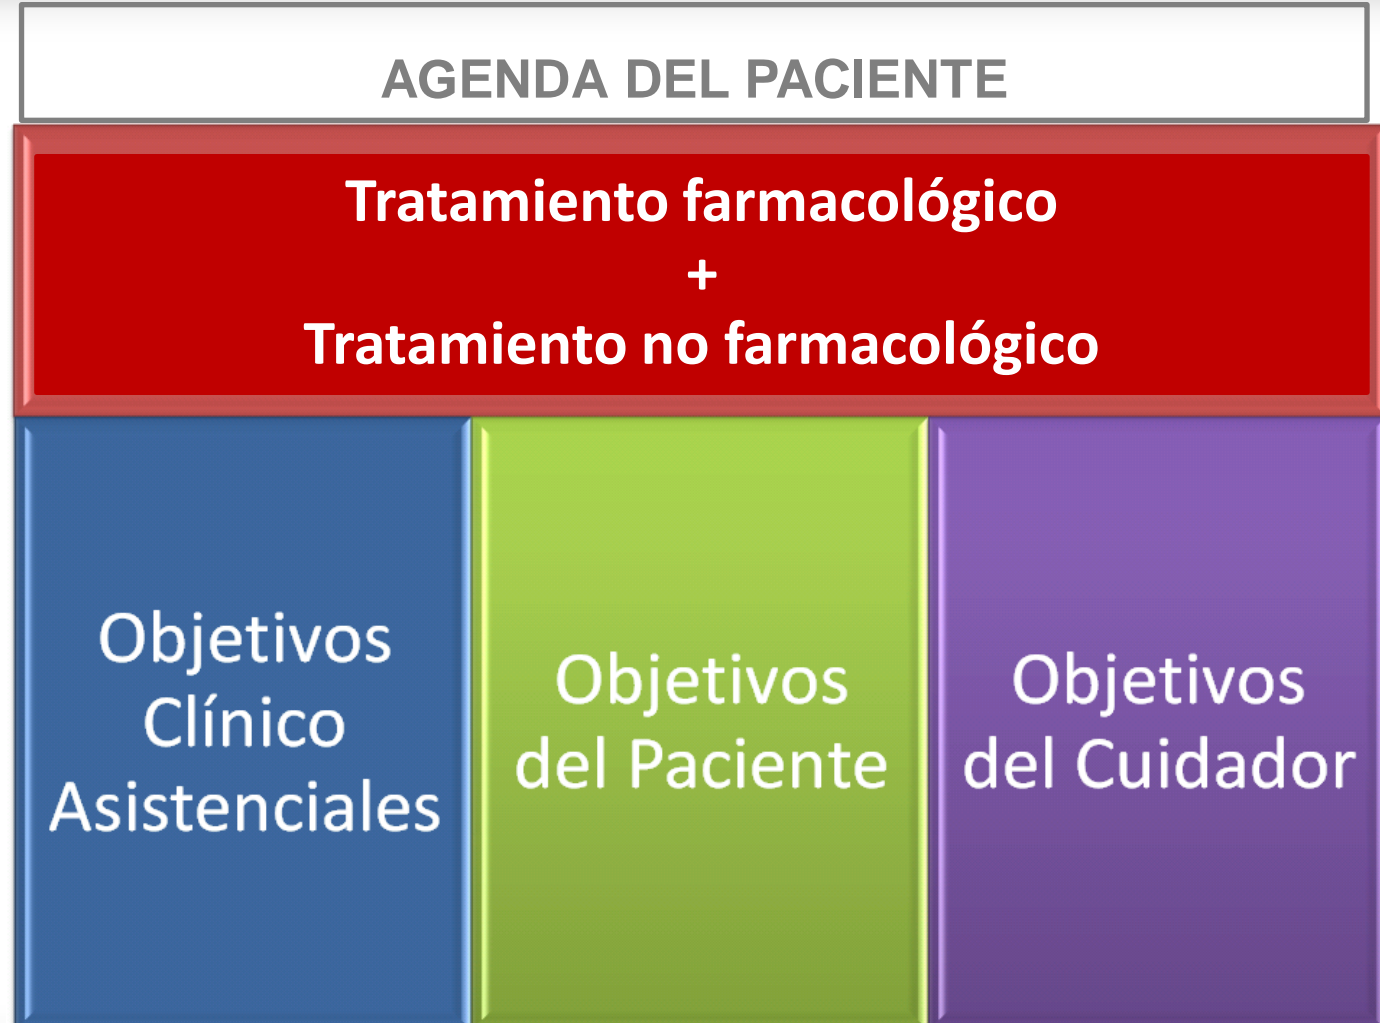 AGENDA DEL PACIENTE
Tratamiento farmacológico
+
Tratamiento no farmacológico
Objetivos
Clínico
Asistenciales
Objetivos
del Paciente
Objetivos
del Cuidador